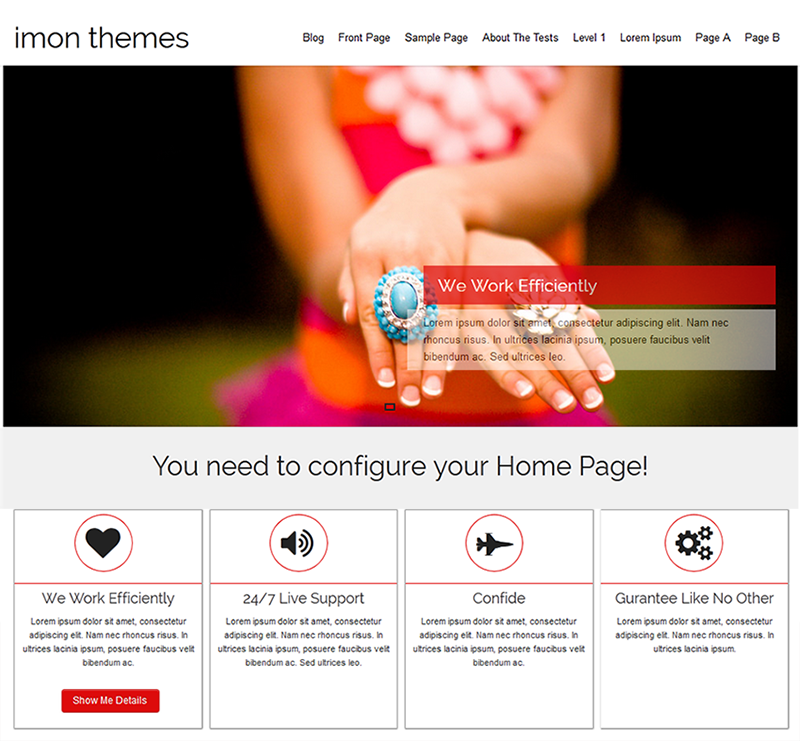 imon themes
Blog Front Page Sample Page About The Tests Level 1 Lorem Ipsum Page A Page B
We Work Efficiently
Lorem ipsum dolor sit amet, consectetur adipiscing elit. Nam nec
rhoncus risus. In ultrices lacinia ipsum, posuere faucibus velit
bibendum ac. Sed ultrices leo.
You need to configure your Home Page!
We Work Efficiently
Lorem ipsum dolor sit amet, consectetur
adipiscing elit. Nam nec rhoncus risus. In
ultrices lacinia ipsum, posuere faucibus velit
bibendum ac.
Show Me Details
24/7 Live Support
Lorem ipsum dolor sit amet, consectetur
adipiscing elit. Nam nec rhoncus risus. In
ultrices lacinia ipsum, posuere faucibus velit
bibendum ac. Sed ultrices leo.
Confide
Lorem ipsum dolor sit amet, consectetur
adipiscing elit. Nam nec rhoncus risus. In
ultrices lacinia ipsum, posuere faucibus velit
bibendum ac.
Gurantee Like No Other
Lorem ipsum dolor sit amet, consectetur
adipiscing elit. Nam nec rhoncus risus. In
ultrices lacinia ipsum.